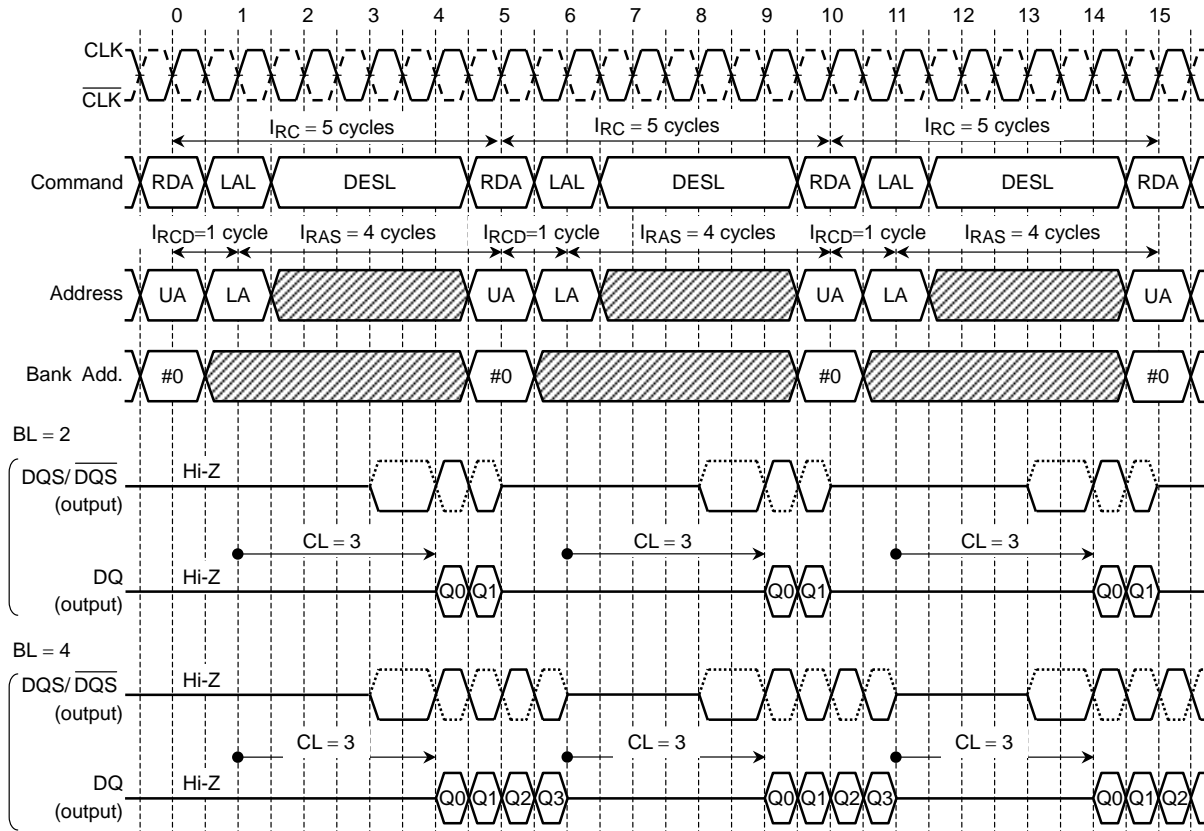 0 1 2 3 4 5 6 7 8 9 10 11 12 13 14 15
CLK
CLK
IRC = 5 cycles IRC = 5 cycles IRC = 5 cycles
Command RDA LAL DESL RDA LAL DESL RDA LAL DESL RDA
IRCD=1 cycle IRAS = 4 cycles IRCD=1 cycle IRAS = 4 cycles IRCD=1 cycle IRAS = 4 cycles
Address UA LA UA LA UA LA UA
Bank Add. #0 #0 #0 #0
BL = 2
DQS/DQS Hi-Z
(output)
CL = 3 CL = 3 CL = 3
DQ Hi-Z Q0 Q1 Q0 Q1 Q0 Q1
(output)
BL = 4
DQS/DQS Hi-Z
(output)
CL = 3 CL = 3 CL = 3
DQ Hi-Z Q0 Q1 Q2 Q3 Q0 Q1 Q2 Q3 Q0 Q1 Q2
(output)